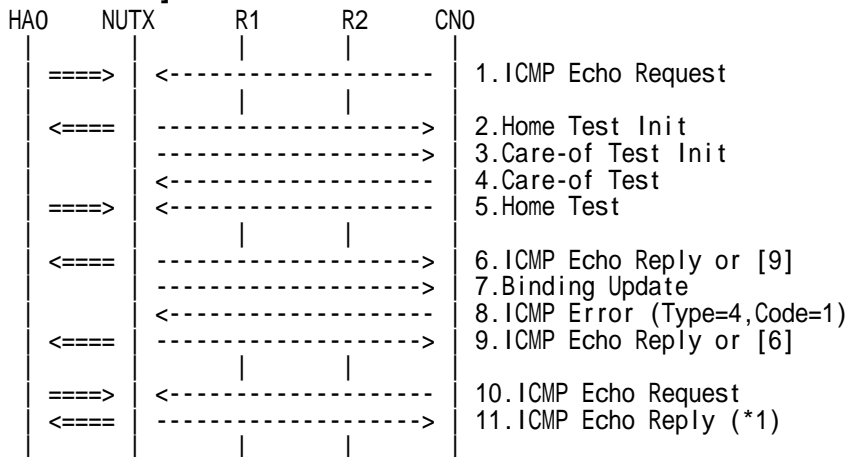 HA0 NUTX R1 R2 CN0
| | | | |
| ====> | <--------------------- | 1.ICMP Echo Request
| | | | |
| <==== | ---------------------> | 2.Home Test Init
| | ---------------------> | 3.Care-of Test Init
| | <--------------------- | 4.Care-of Test
| ====> | <--------------------- | 5.Home Test
| | | | |
| <==== | ---------------------> | 6.ICMP Echo Reply or [9]
| | ---------------------> | 7.Binding Update
| | <--------------------- | 8.ICMP Error (Type=4,Code=1)
| <==== | ---------------------> | 9.ICMP Echo Reply or [6]
| | | | |
| ====> | <--------------------- | 10.ICMP Echo Request
| <==== | ---------------------> | 11.ICMP Echo Reply (*1)
| | | | |